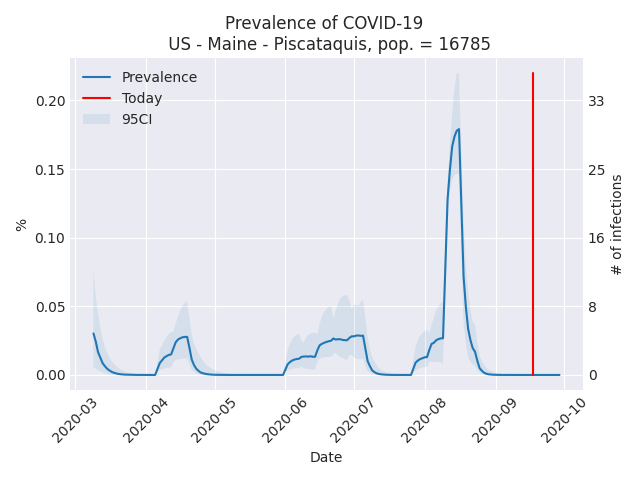 Prevalence of COVID-19
US - Maine - Piscataquis, pop. = 16785
Prevalence
Today
95CI
0.20
0.15
0.10
0.05
0.00
%
33
25
16
8
0
# of infections
2020-03
2020-04
2020-05
2020-06
2020-07
2020-08
2020-09
2020-10
Date